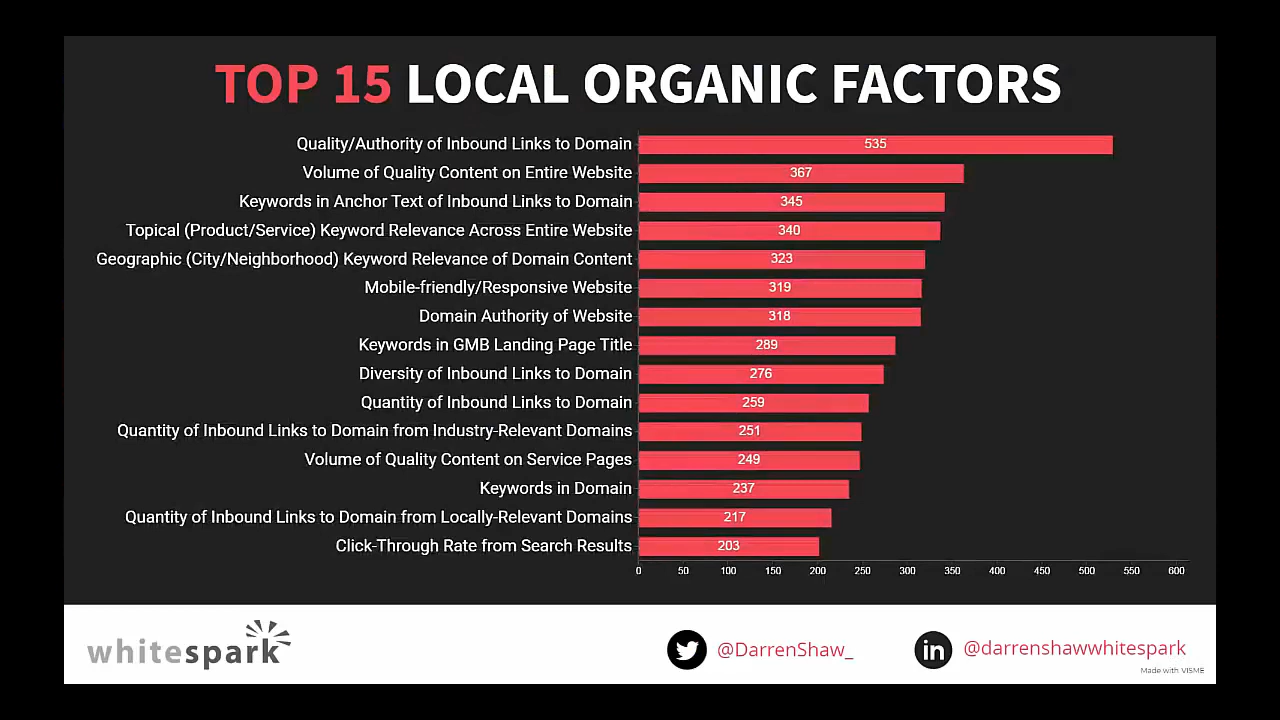 TOP 15 LOCAL ORGANIC FACTORS
Quality/Authority of Inbound Links to Domain 535
Volume of Quality Content on Entire Website 367
Keywords in Anchor Text of Inbound Links to Domain 345
Topical (Product/Service) Keyword Relevance Across Entire Website 340
Geographic (City/Neighborhood) Keyword Relevance of Domain Content 323
Mobile-friendly/Responsive Website 319
Domain Authority of Website 318
Keywords in GMB Landing Page Title 289
Diversity of Inbound Links to Domain 276
Quantity of Inbound Links to Domain 259
Quantity of Inbound Links to Domain from Industry-Relevant Domains 251
Volume of Quality Content on Service Pages 249
Keywords in Domain 237
Quantity of Inbound Links to Domain from Locally-Relevant Domains 217
Click-Through Rate from Search Results 203
0 50 100 150 200 250 300 350 400 450 500 550 600
whitespark @DarrenShaw_ in @darrenshawwhitespark
Made with VISME